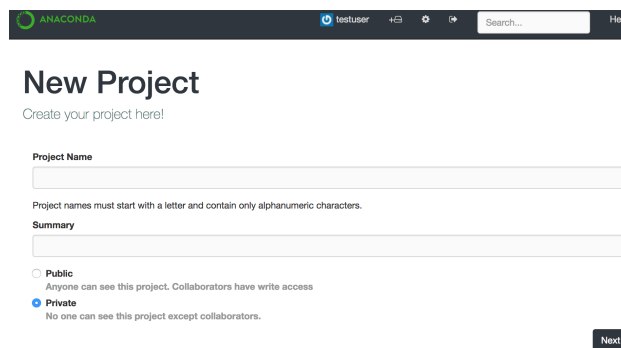 ANACONDA testuser Search...
New Project
Create your project here!
Project Name
Project names must start with a letter and contain only alphanumeric characters.
Summary
Public
Anyone can see this project. Collaborators have write access
Private
No one can see this project except collaborators.
Next